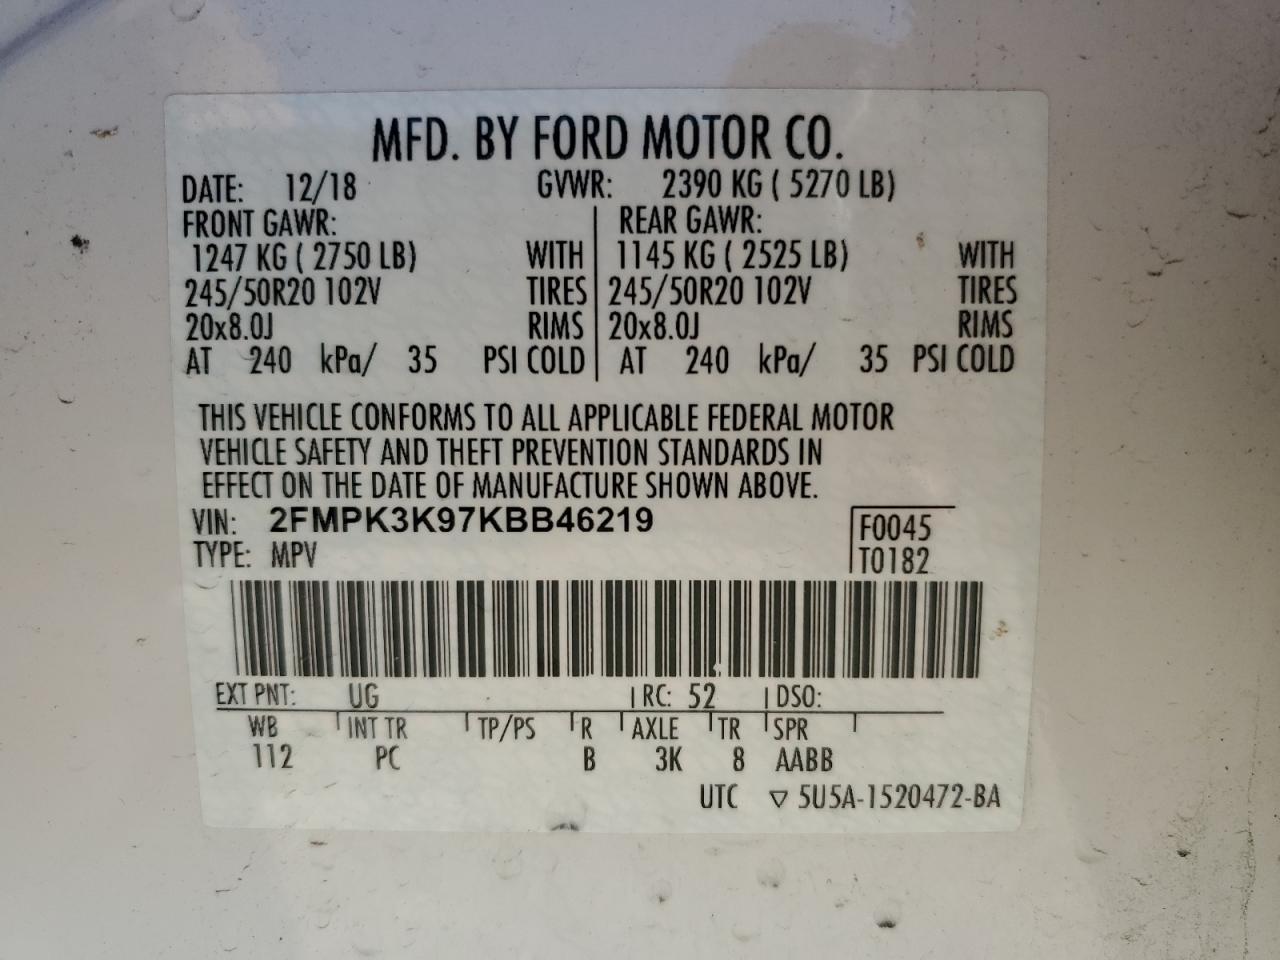 MFD. BY FORD MOTOR CO.
DATE: 12/18 GVWR: 2390 KG ( 5270 LB)
FRONT GAWR: REAR GAWR:
1247 KG ( 2750 LB) WITH 1145 KG ( 2525 LB) WITH
245/50R20 102V TIRES 245/50R20 102V TIRES
20x8.0J RIMS 20x8.0J RIMS
AT 240 kPa/ 35 PSI COLD AT 240 kPa/ 35 PSI COLD
THIS VEHICLE CONFORMS TO ALL APPLICABLE FEDERAL MOTOR
VEHICLE SAFETY AND THEFT PREVENTION STANDARDS IN
EFFECT ON THE DATE OF MANUFACTURE SHOWN ABOVE.
VIN: 2FMPK3K97KBB46219 F0045
TYPE: MPV T0182
EXT PNT: UG RC: 52 DSO:
WB INT TR TP/PS R AXLE TR SPR
112 PC B 3K 8 AABB
UTC ▽ 5U5A-1520472-BA